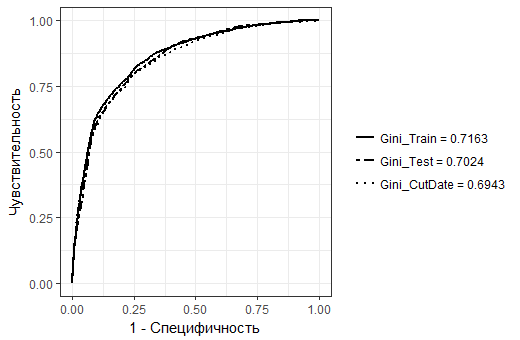 1.00
0.75
0.50
0.25
0.00
Чувствительность
0.00 0.25 0.50 0.75 1.00
1 - Специфичность
Gini_Train = 0.7163
Gini_Test = 0.7024
Gini_CutDate = 0.6943